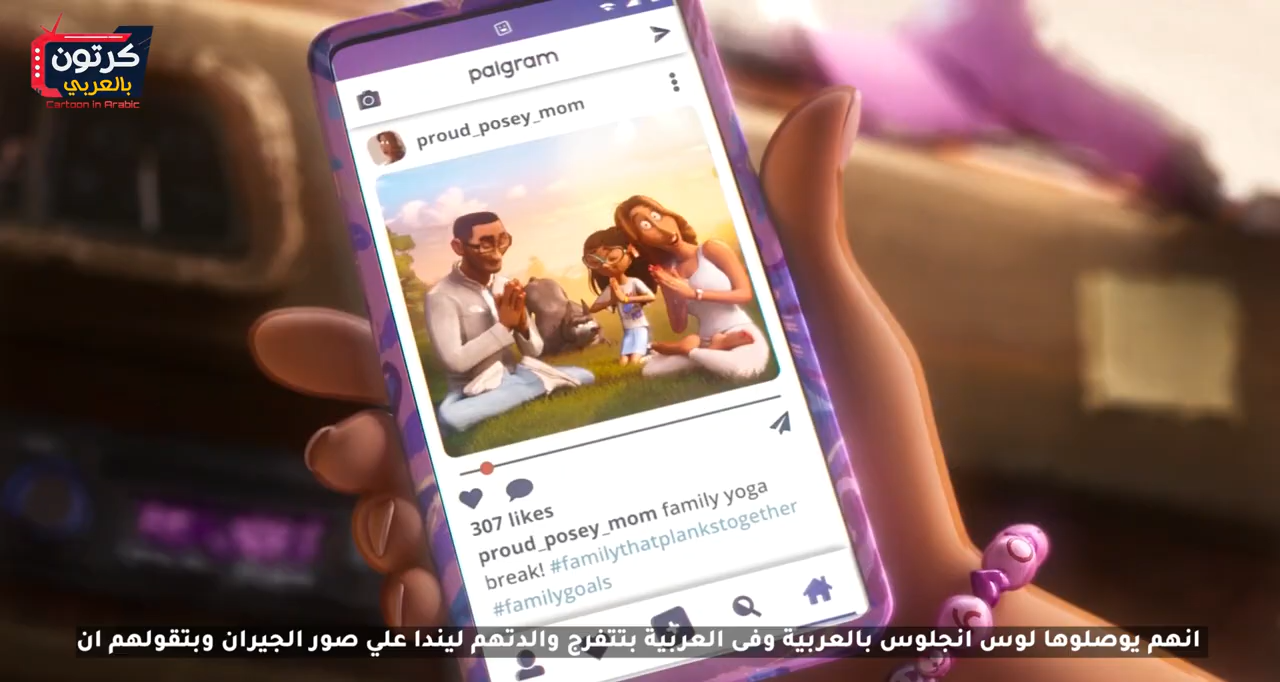 كرتون
بالعربي
Cartoon in Arabic
palgram
proud_posey_mom
307 likes
proud_posey_mom family yoga
break! #familythatplankstogether
#familygoals
انهم يوصلوها لوس انجلوس بالعربية وفى العربية بتتفرج والدتهم ليندا علي صور الجيران وبتقولهم ان